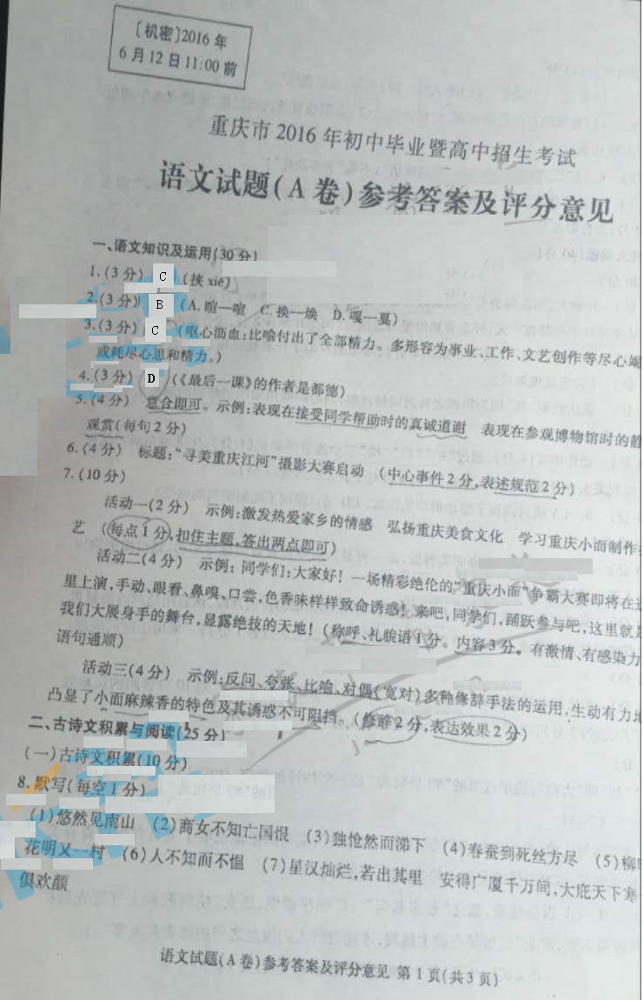 〔机密〕2016年
6月12日11:00前
重庆市2016年初中毕业暨高中招生考试
语文试题(A卷)参考答案及评分意见
一、语文知识及运用(30分)
1.(3分) C (挟xié)
2.(3分) B (A.暄—喧 C.换—焕 D.嘎—戛)
3.(3分) C (呕心沥血:比喻付出了全部精力。多形容为事业、工作、文艺创作等尽心竭
或耗尽心思和精力。)
4.(3分) D (《最后一课》的作者是都德)
5.(4分) 意合即可。示例:表现在接受同学帮助时的真诚道谢 表现在参观博物馆时的静
观赏(每句2分)
6.(4分) 标题:“寻美重庆江河”摄影大赛启动 (中心事件2分,表述规范2分)
7.(10分)
活动一(2分) 示例:激发热爱家乡的情感 弘扬重庆美食文化 学习重庆小面制作
艺 (每点1分,扣住主题,答出两点即可)
活动二(4分) 示例:同学们:大家好!一场精彩绝伦的“重庆小面”争霸大赛即将在这
里上演,手动、眼看、鼻嗅、口尝,色香味样样致命诱惑!来吧,同学们,踊跃参与吧,这里就是
我们大展身手的舞台,显露绝技的天地!(称呼、礼貌语1分。内容3分。有激情、有感染力
语句通顺)
活动三(4分) 示例:反问、夸张、比喻、对偶(宽对)多种修辞手法的运用,生动有力地
凸显了小面麻辣香的特色及其诱惑不可阻挡。(修辞2分,表达效果2分)
二、古诗文积累与阅读(25分)
(一)古诗文积累(10分)
8.默写(每空1分)
(1)悠然见南山 (2)商女不知亡国恨 (3)独怆然而涕下 (4)春蚕到死丝方尽 (5)柳暗
花明又一村 (6)人不知而不愠 (7)星汉灿烂,若出其里 安得广厦千万间,大庇天下寒
俱欢颜
语文试题(A卷)参考答案及评分意见 第1页(共3页)